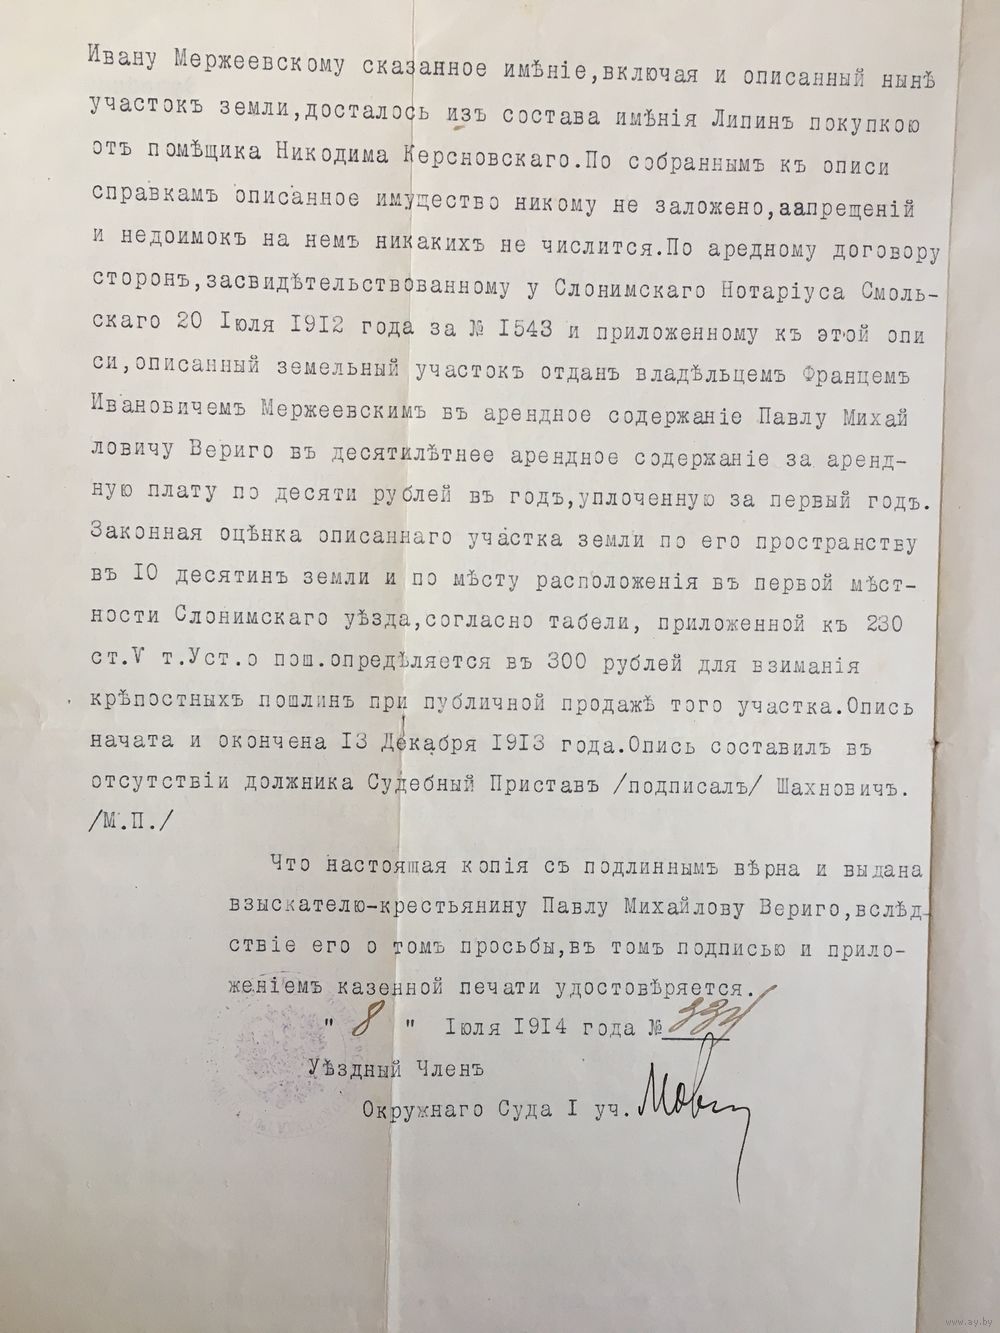 Ивану Мержеевскому сказанное имѣніе,включая и описанный нынѣ
участокъ земли,досталось изъ состава имѣнія Липинъ покупкою
отъ помѣщика Никодима Керсновскаго.По собраннымъ къ описи
справкамъ описанное имущество никому не заложено,аапрещеній
и недоимокъ на немъ никакихъ не числится.По аредному договору
сторонъ,засвидѣтельствованному у Слонимскаго Нотаріуса Смоль-
скаго 20 Іюля 1912 года за № 1543 и приложенному къ этой опи
си,описанный земельный участокъ отданъ владѣльцемъ Францемъ
Ивановичемъ Мержеевскимъ въ арендное содержаніе Павлу Михай
ловичу Вериго въ десятилѣтнее арендное содержаніе за аренд-
ную плату по десяти рублей въ годъ,уплоченную за первый годъ.
Законная оцѣнка описаннаго участка земли по его пространству
въ 10 десятинъ земли и по мѣсту расположенія въ первой мѣст-
ности Слонимскаго уѣзда,согласно табели, приложенной къ 230
ст.V т.Уст.о пош.опредѣляется въ 300 рублей для взиманія
крѣпостныхъ пошлинъ при публичной продажѣ того участка.Опись
начата и окончена 13 Декабря 1913 года.Опись составилъ въ
отсутствіи должника Судебный Приставъ /подписалъ/ Шахновичъ.
/М.П./
Что настоящая копія съ подлиннымъ вѣрна и выдана
взыскателю-крестьянину Павлу Михайлову Вериго,вслѣд-
ствіе его о томъ просьбы,въ томъ подписью и прило-
женіемъ казенной печати удостовѣряется.
" 8 " Іюля 1914 года № 334
Уѣздный Членъ
Окружнаго Суда I уч.
www.ay.by